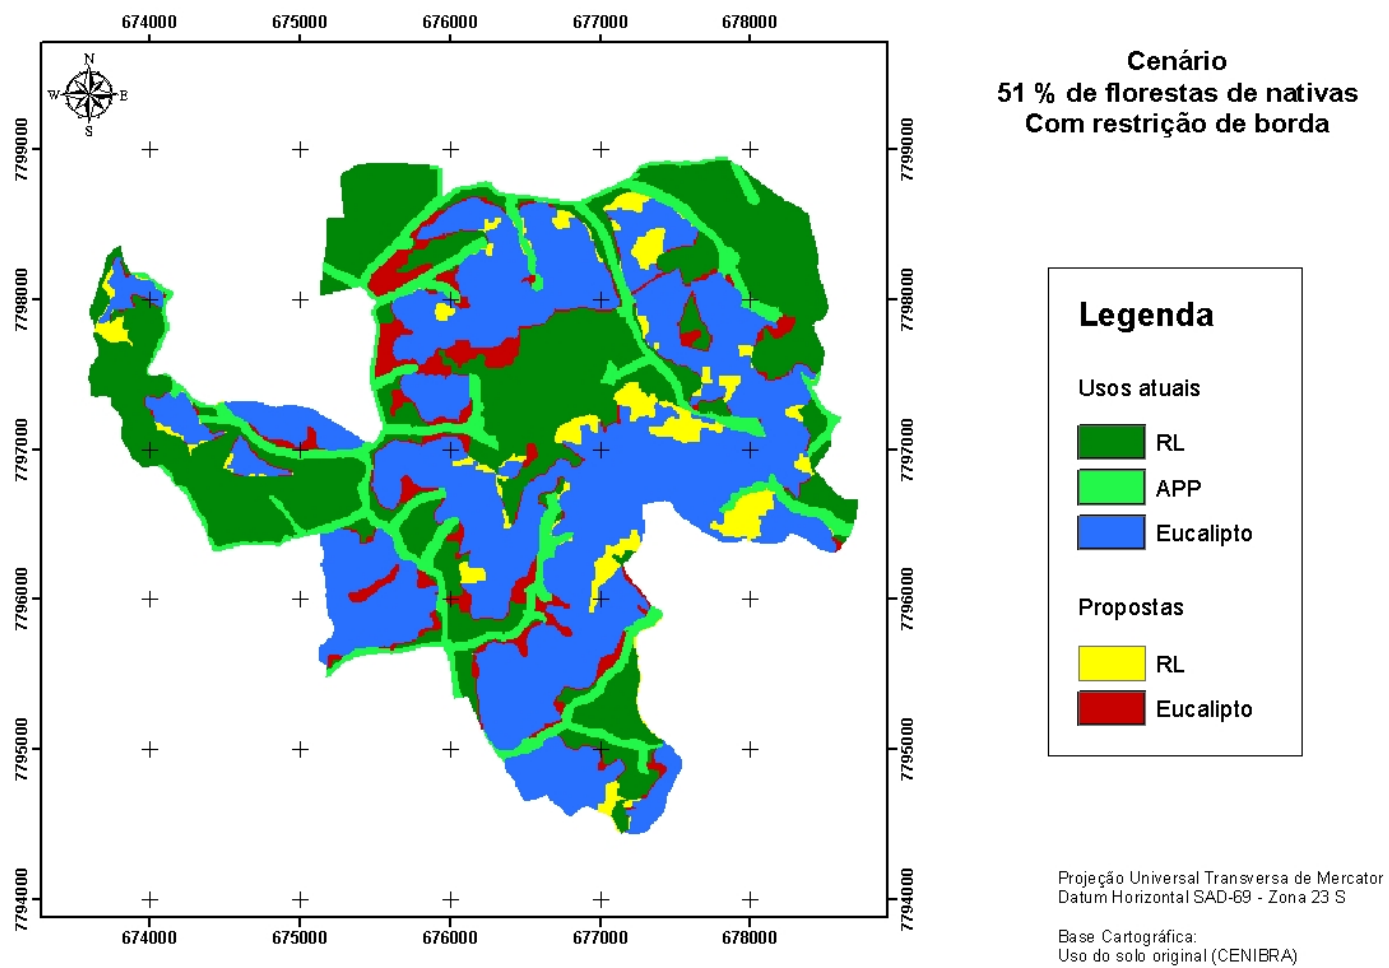 674000 675000 676000 677000 678000
Cenário
51 % de florestas de nativas
Com restrição de borda
N
W E
S
7799000 7799000
7798000 7798000
7797000 7797000
7796000 7796000
7795000 7795000
7794000 7794000
Legenda
Usos atuais
RL
APP
Eucalipto
Propostas
RL
Eucalipto
674000 675000 676000 677000 678000
Projeção Universal Transversa de Mercator
Datum Horizontal SAD-69 - Zona 23 S
Base Cartográfica:
Uso do solo original (CENIBRA)